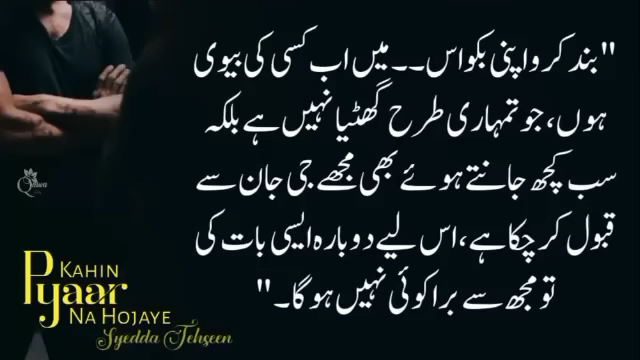 "بند کرو اپنی بکواس۔۔ میں اب کسی کی بیوی
ہوں، جو تمہاری طرح گھٹیا نہیں ہے بلکہ
سب کچھ جانتے ہوئے بھی مجھے جی جان سے
قبول کر چکا ہے، اس لیے دوبارہ ایسی بات کی
تو مجھ سے برا کوئی نہیں ہوگا۔"
KAHIN
Pyaar
NA HOJAYE
Syedda Tehseen